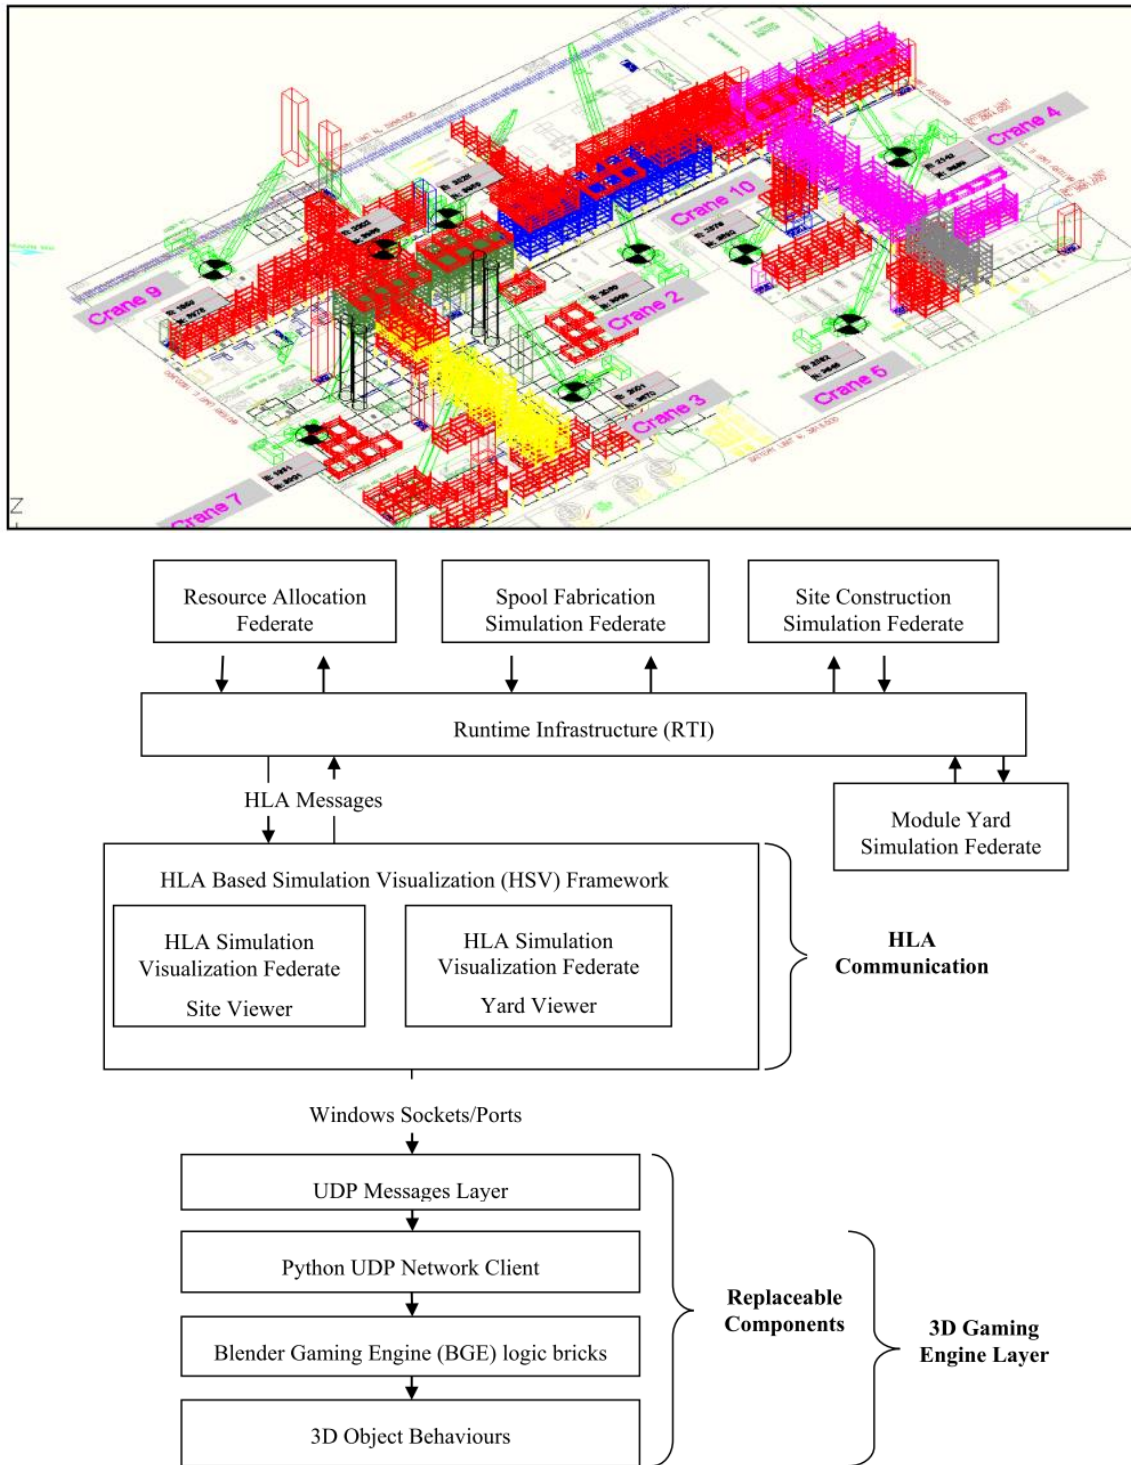 Crane 4
Crane 10
Crane 9
Crane 2
Crane 5
Crane 3
Crane 7
Z
Resource Allocation
Federate
Spool Fabrication
Simulation Federate
Site Construction
Simulation Federate
Runtime Infrastructure (RTI)
HLA Messages
Module Yard
Simulation Federate
HLA Based Simulation Visualization (HSV) Framework
HLA Simulation
Visualization Federate
Site Viewer
HLA Simulation
Visualization Federate
Yard Viewer
HLA
Communication
Windows Sockets/Ports
UDP Messages Layer
Python UDP Network Client
Blender Gaming Engine (BGE) logic bricks
3D Object Behaviours
Replaceable
Components
3D Gaming
Engine Layer